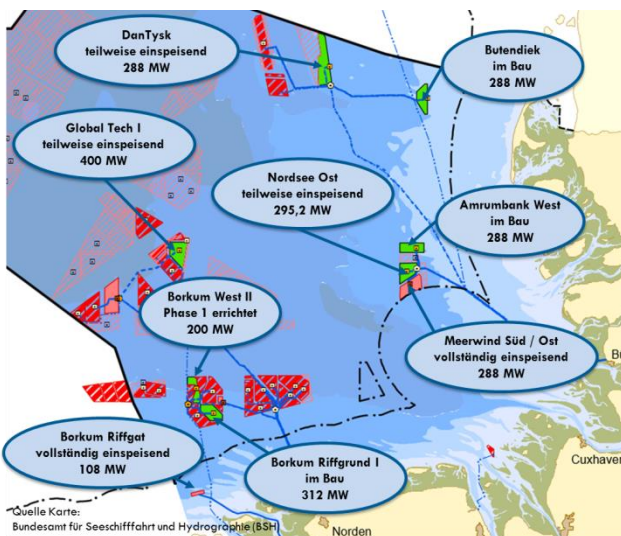 DanTysk
teilweise einspeisend
288 MW
Butendiek
im Bau
288 MW
Global Tech I
teilweise einspeisend
400 MW
Nordsee Ost
teilweise einspeisend
295,2 MW
Amrumbank West
im Bau
288 MW
Borkum West II
Phase 1 errichtet
200 MW
Meerwind Süd / Ost
vollständig einspeisend
288 MW
Bü
Borkum Riffgat
vollständig einspeisend
108 MW
Borkum Riffgrund I
im Bau
312 MW
Cuxhaven
Quelle Karte:
Bundesamt für Seeschifffahrt und Hydrographie (BSH)
Norden